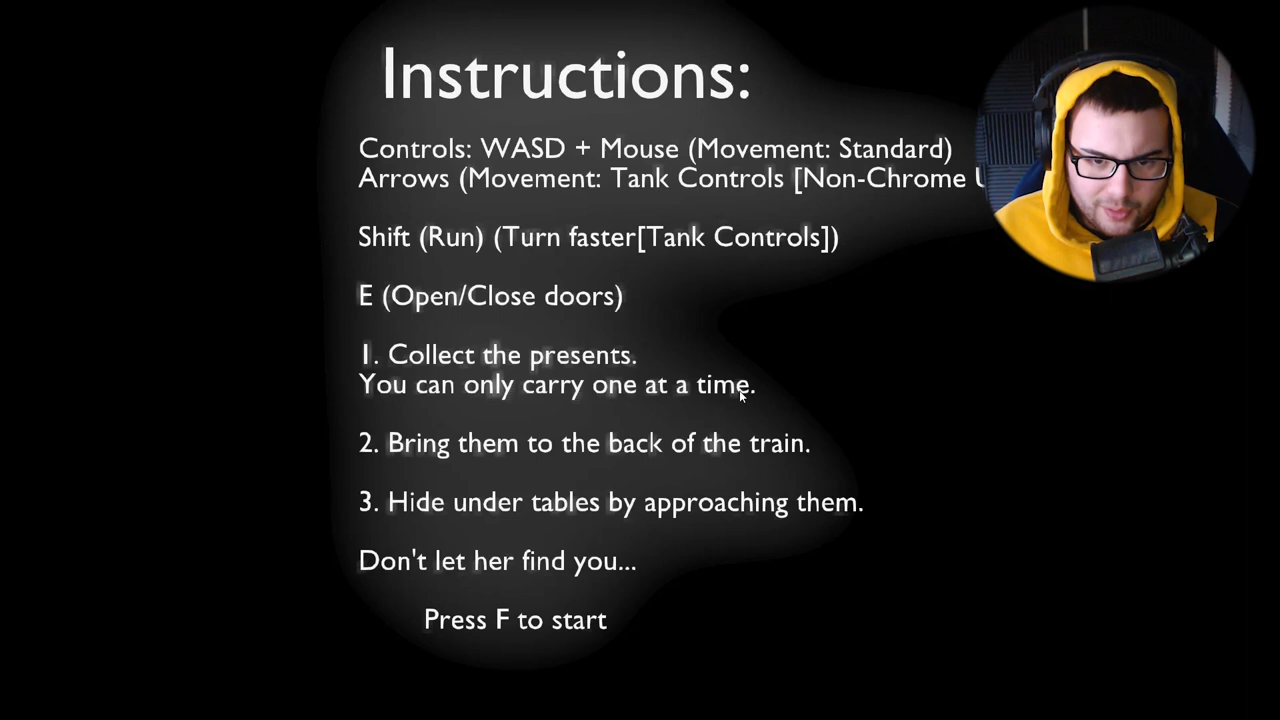 Instructions:
Controls: WASD + Mouse (Movement: Standard)
Arrows (Movement: Tank Controls [Non-Chrome
Shift (Run) (Turn faster[Tank Controls])
E (Open/Close doors)
1. Collect the presents.
You can only carry one at a time.
2. Bring them to the back of the train.
3. Hide under tables by approaching them.
Don't let her find you...
Press F to start